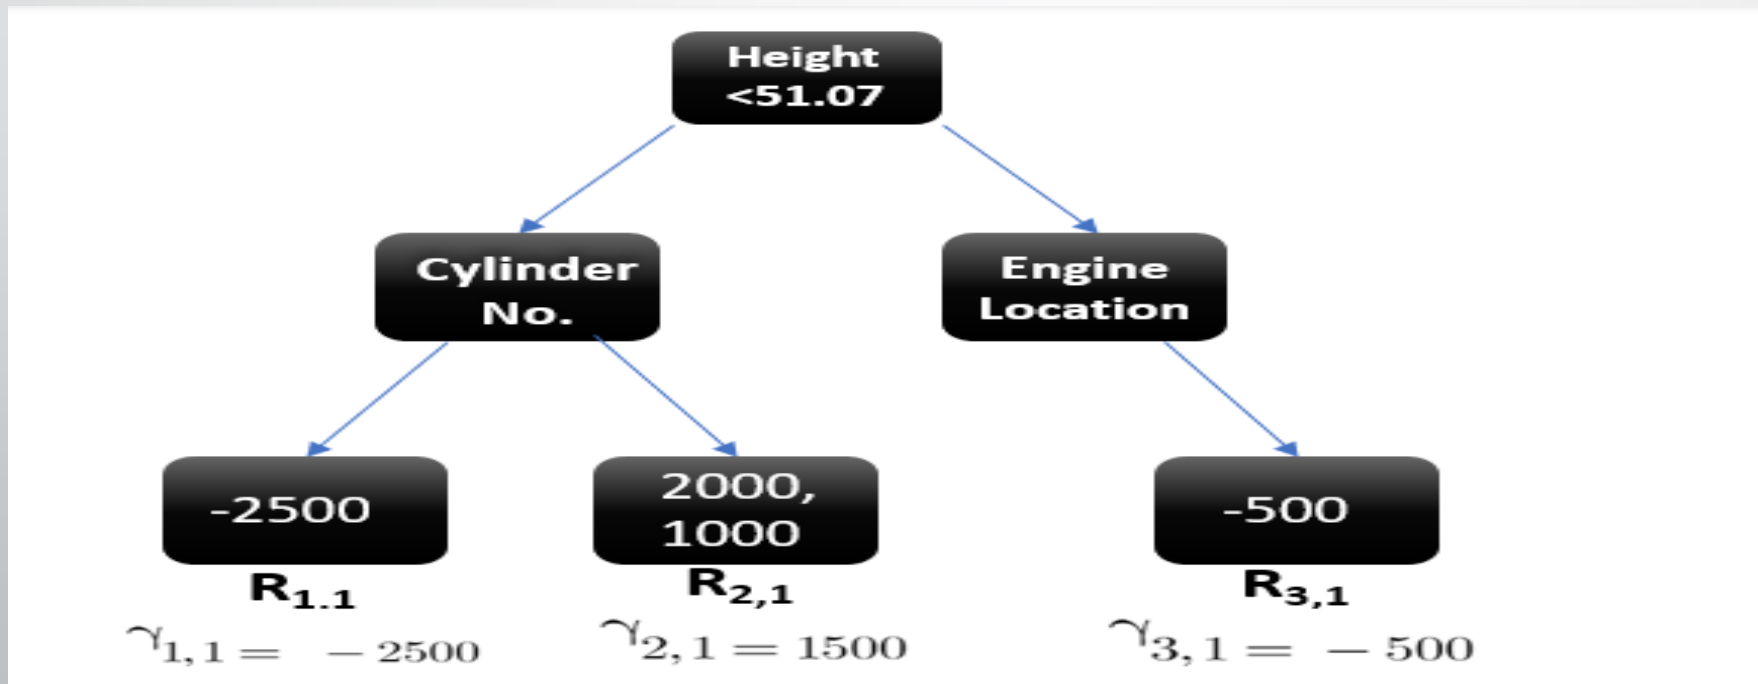 Height
<51.07
Cylinder
No.
Engine
Location
-2500
2000,
1000
-500
R1.1
R2,1
R3,1
γ1, 1 = − 2500
γ2, 1 = 1500
γ3, 1 = − 500